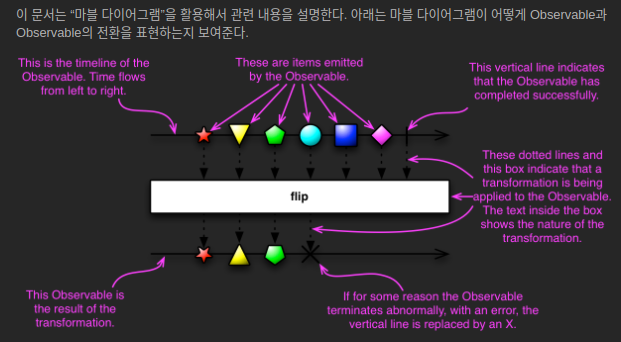 이 문서는 “마블 다이어그램”을 활용해서 관련 내용을 설명한다. 아래는 마블 다이어그램이 어떻게 Observable과
Observable의 전환을 표현하는지 보여준다.
This is the timeline of the
Observable. Time flows
from left to right.
These are items emitted
by the Observable.
This vertical line indicates
that the Observable has
completed successfully.
These dotted lines and
this box indicate that a
transformation is being
applied to the Observable.
The text inside the box
shows the nature of the
transformation.
flip
This Observable is
the result of the
transformation.
If for some reason the Observable
terminates abnormally, with an error, the
vertical line is replaced by an X.